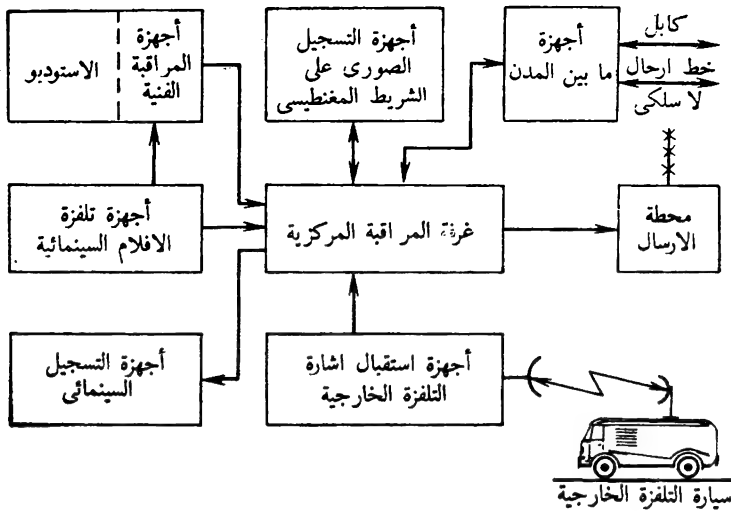 أجهزة
ما بين المدن
كابل
خط ارحال
لا سلكى
أجهزة التسجيل
الصورى على
الشريط المغنطيسى
أجهزة
المراقبة
الفنية
الاستوديو
محطة
الارسال
غرفة المراقبة المركزية
أجهزة تلفزة
الافلام السينمائية
أجهزة استقبال اشارة
التلفزة الخارجية
أجهزة التسجيل
السينمائى
سيارة التلفزة الخارجية